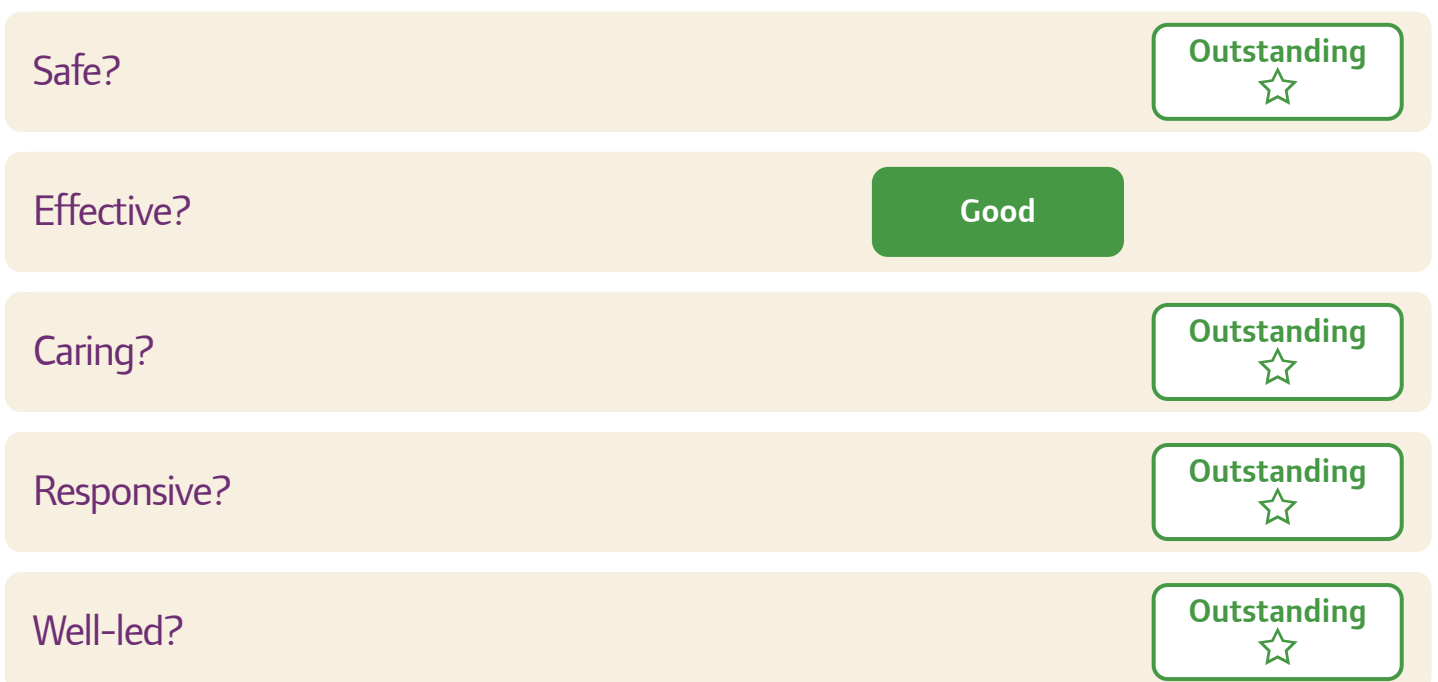 Safe?
Outstanding
Effective?
Good
Caring?
Outstanding
Responsive?
Outstanding
Well-led?
Outstanding